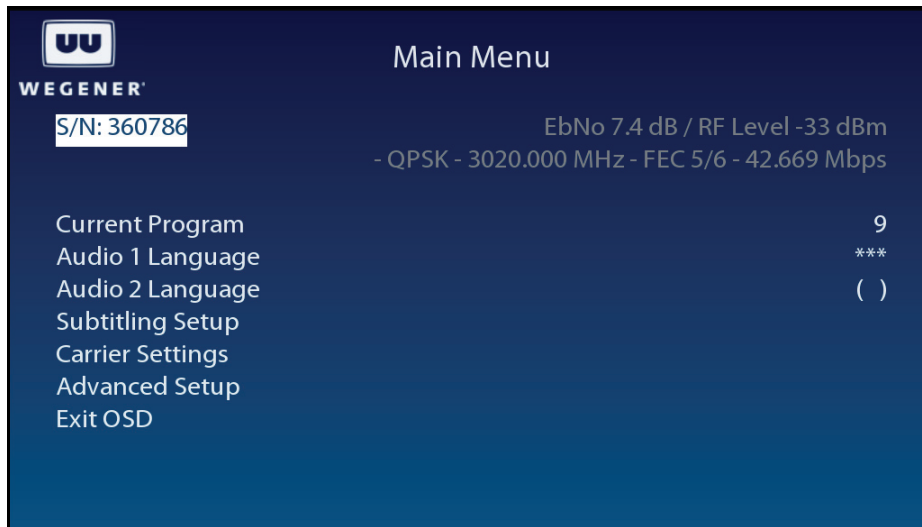 UU
Main Menu
WEGENER
S/N: 360786
EbNo 7.4 dB / RF Level -33 dBm
- QPSK - 3020.000 MHz - FEC 5/6 - 42.669 Mbps
Current Program 9
Audio 1 Language ***
Audio 2 Language ( )
Subtitling Setup
Carrier Settings
Advanced Setup
Exit OSD